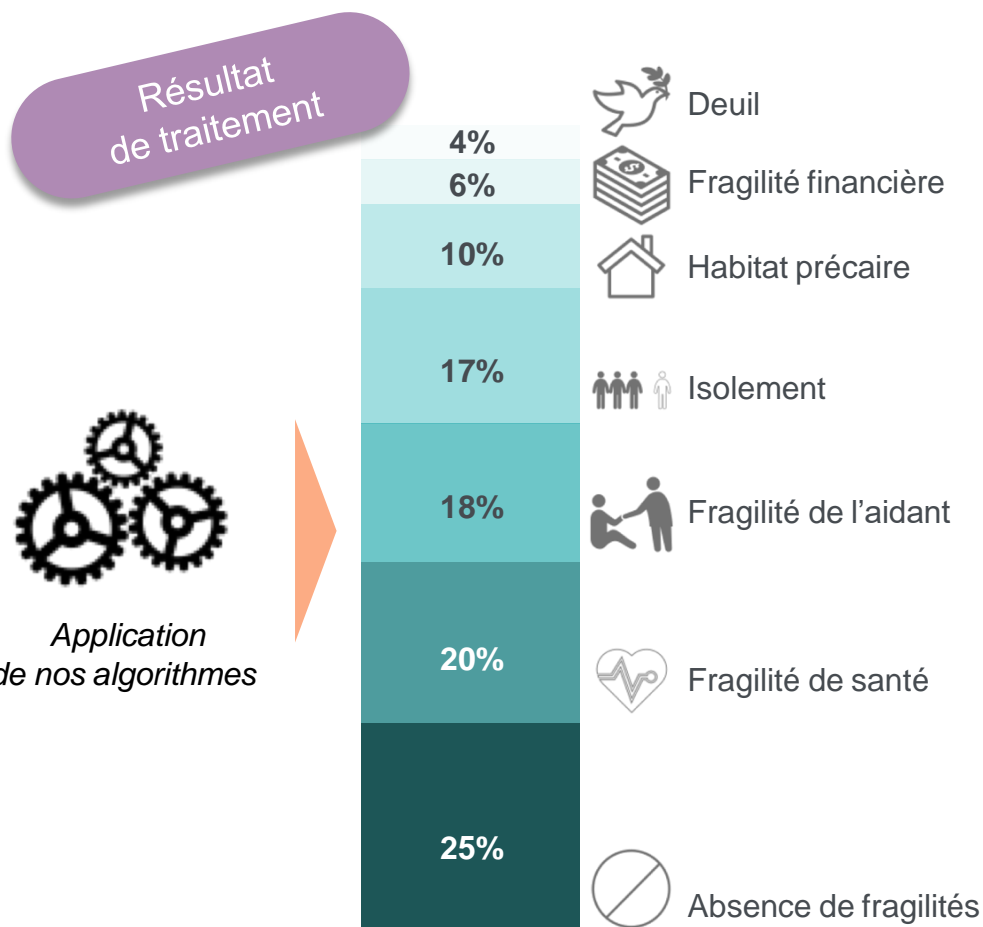 Résultat
de traitement
4%
Deuil
6%
Fragilité financière
10%
Habitat précaire
17%
Isolement
18%
Fragilité de l’aidant
Application
de nos algorithmes
20%
Fragilité de santé
25%
Absence de fragilités